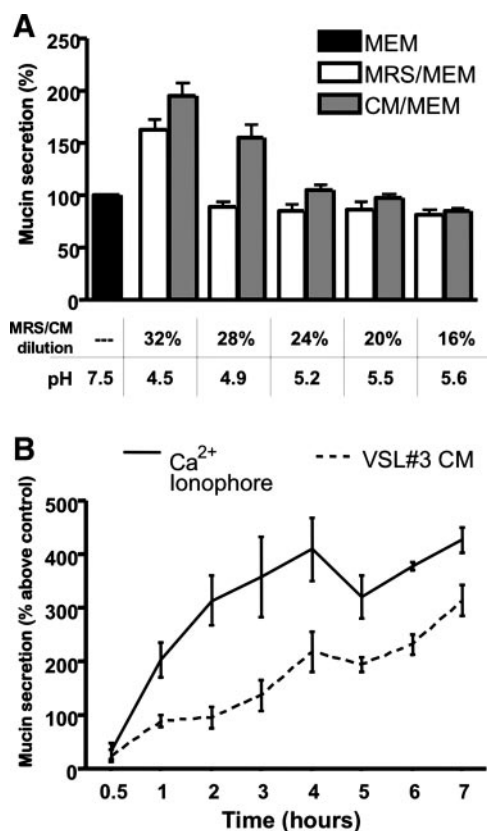 A
Mucin secretion (%)
250
200
150
100
50
0
MEM
MRS/MEM
CM/MEM
MRS/CM dilution --- 32% 28% 24% 20% 16%
pH 7.5 4.5 4.9 5.2 5.5 5.6
B
Ca2+ Ionophore
VSL#3 CM
Mucin secretion (% above control)
500
400
300
200
100
0
0.5 1 2 3 4 5 6 7
Time (hours)